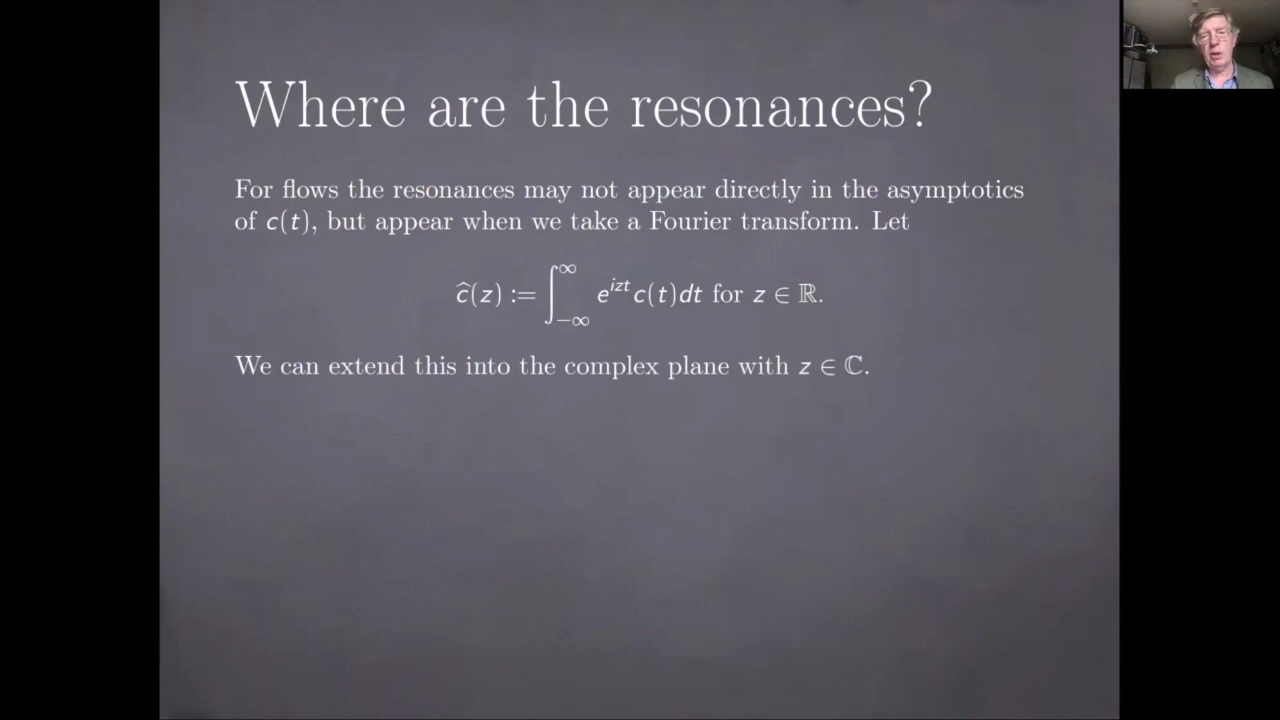 Where are the resonances?
For flows the resonances may not appear directly in the asymptotics
of c(t), but appear when we take a Fourier transform. Let
ĉ(z) := ∫_{−∞}^{∞} e^{izt} c(t)dt for z ∈ ℝ.
We can extend this into the complex plane with z ∈ ℂ.